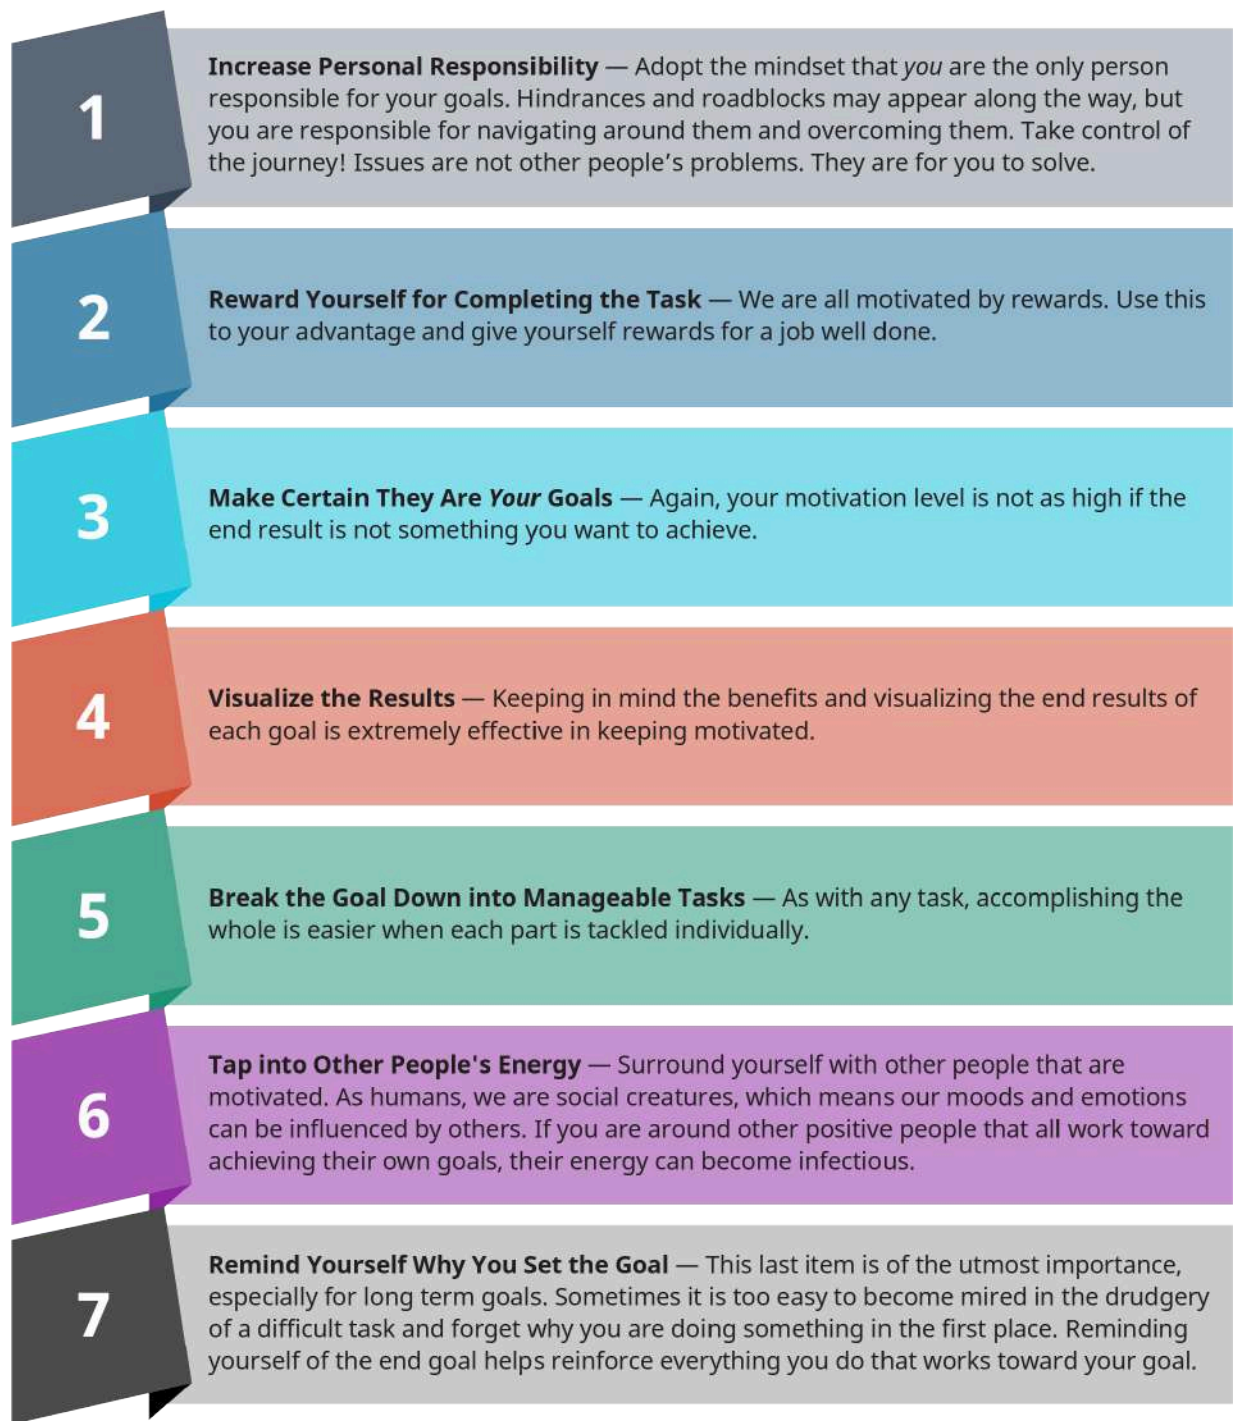 1
Increase Personal Responsibility — Adopt the mindset that you are the only person
responsible for your goals. Hindrances and roadblocks may appear along the way, but
you are responsible for navigating around them and overcoming them. Take control of
the journey! Issues are not other people's problems. They are for you to solve.
2
Reward Yourself for Completing the Task — We are all motivated by rewards. Use this
to your advantage and give yourself rewards for a job well done.
3
Make Certain They Are Your Goals — Again, your motivation level is not as high if the
end result is not something you want to achieve.
4
Visualize the Results — Keeping in mind the benefits and visualizing the end results of
each goal is extremely effective in keeping motivated.
5
Break the Goal Down into Manageable Tasks — As with any task, accomplishing the
whole is easier when each part is tackled individually.
6
Tap into Other People's Energy — Surround yourself with other people that are
motivated. As humans, we are social creatures, which means our moods and emotions
can be influenced by others. If you are around other positive people that all work toward
achieving their own goals, their energy can become infectious.
7
Remind Yourself Why You Set the Goal — This last item is of the utmost importance,
especially for long term goals. Sometimes it is too easy to become mired in the drudgery
of a difficult task and forget why you are doing something in the first place. Reminding
yourself of the end goal helps reinforce everything you do that works toward your goal.